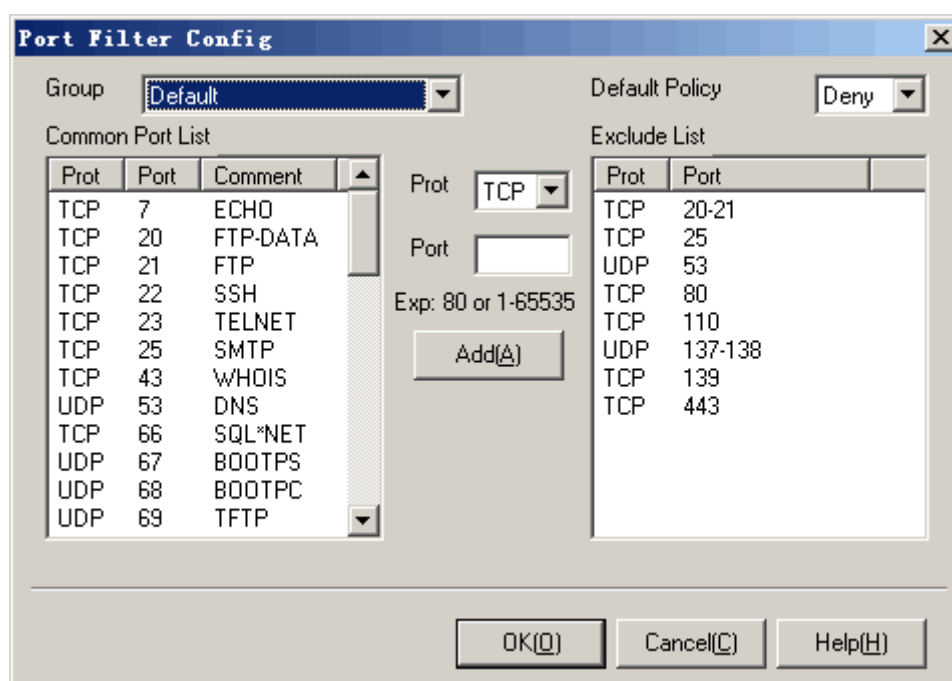 Port Filter Config
Group Default Default Policy Deny
Common Port List Exclude List
Prot Port Comment
TCP 7 ECHO
TCP 20 FTP-DATA
TCP 21 FTP
TCP 22 SSH
TCP 23 TELNET
TCP 25 SMTP
TCP 43 WHOIS
UDP 53 DNS
TCP 66 SQL*NET
UDP 67 BOOTPS
UDP 68 BOOTPC
UDP 69 TFTP
Prot TCP
Port
Exp: 80 or 1-65535
Add(A)
Prot Port
TCP 20-21
TCP 25
UDP 53
TCP 80
TCP 110
UDP 137-138
TCP 139
TCP 443
OK(O) Cancel(C) Help(H)